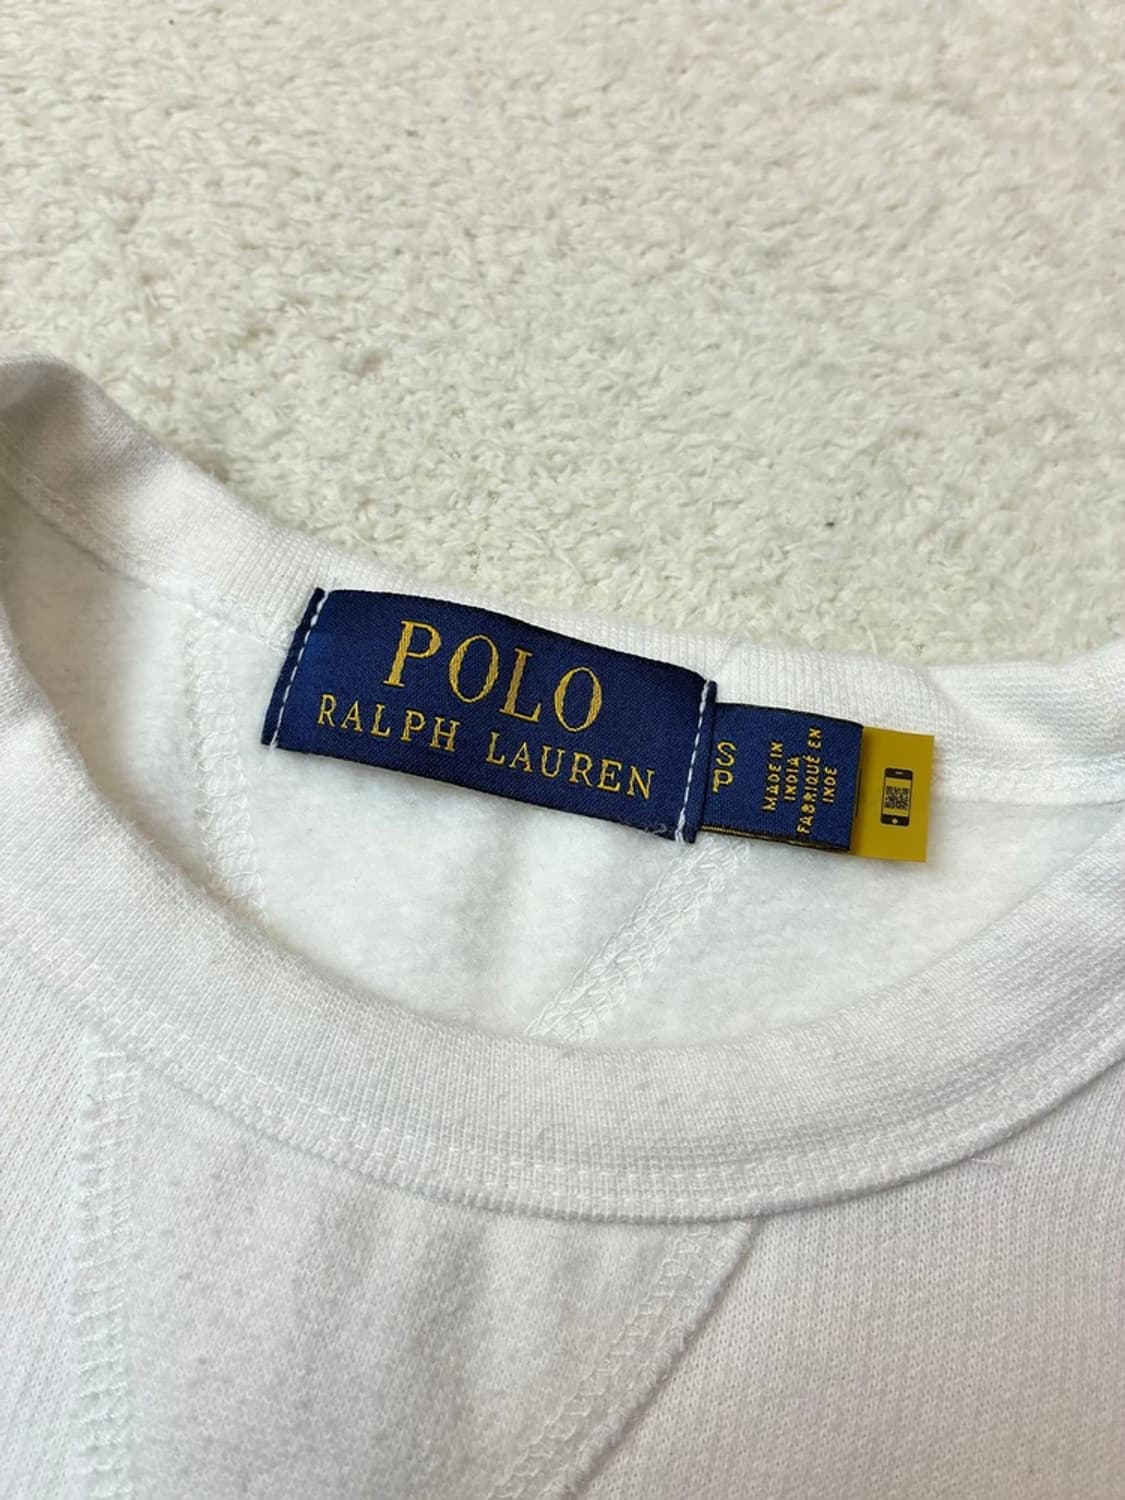 POLO
RALPH LAUREN
S
P
MADE IN
INDIA
FABRIQUÉ EN
INDE